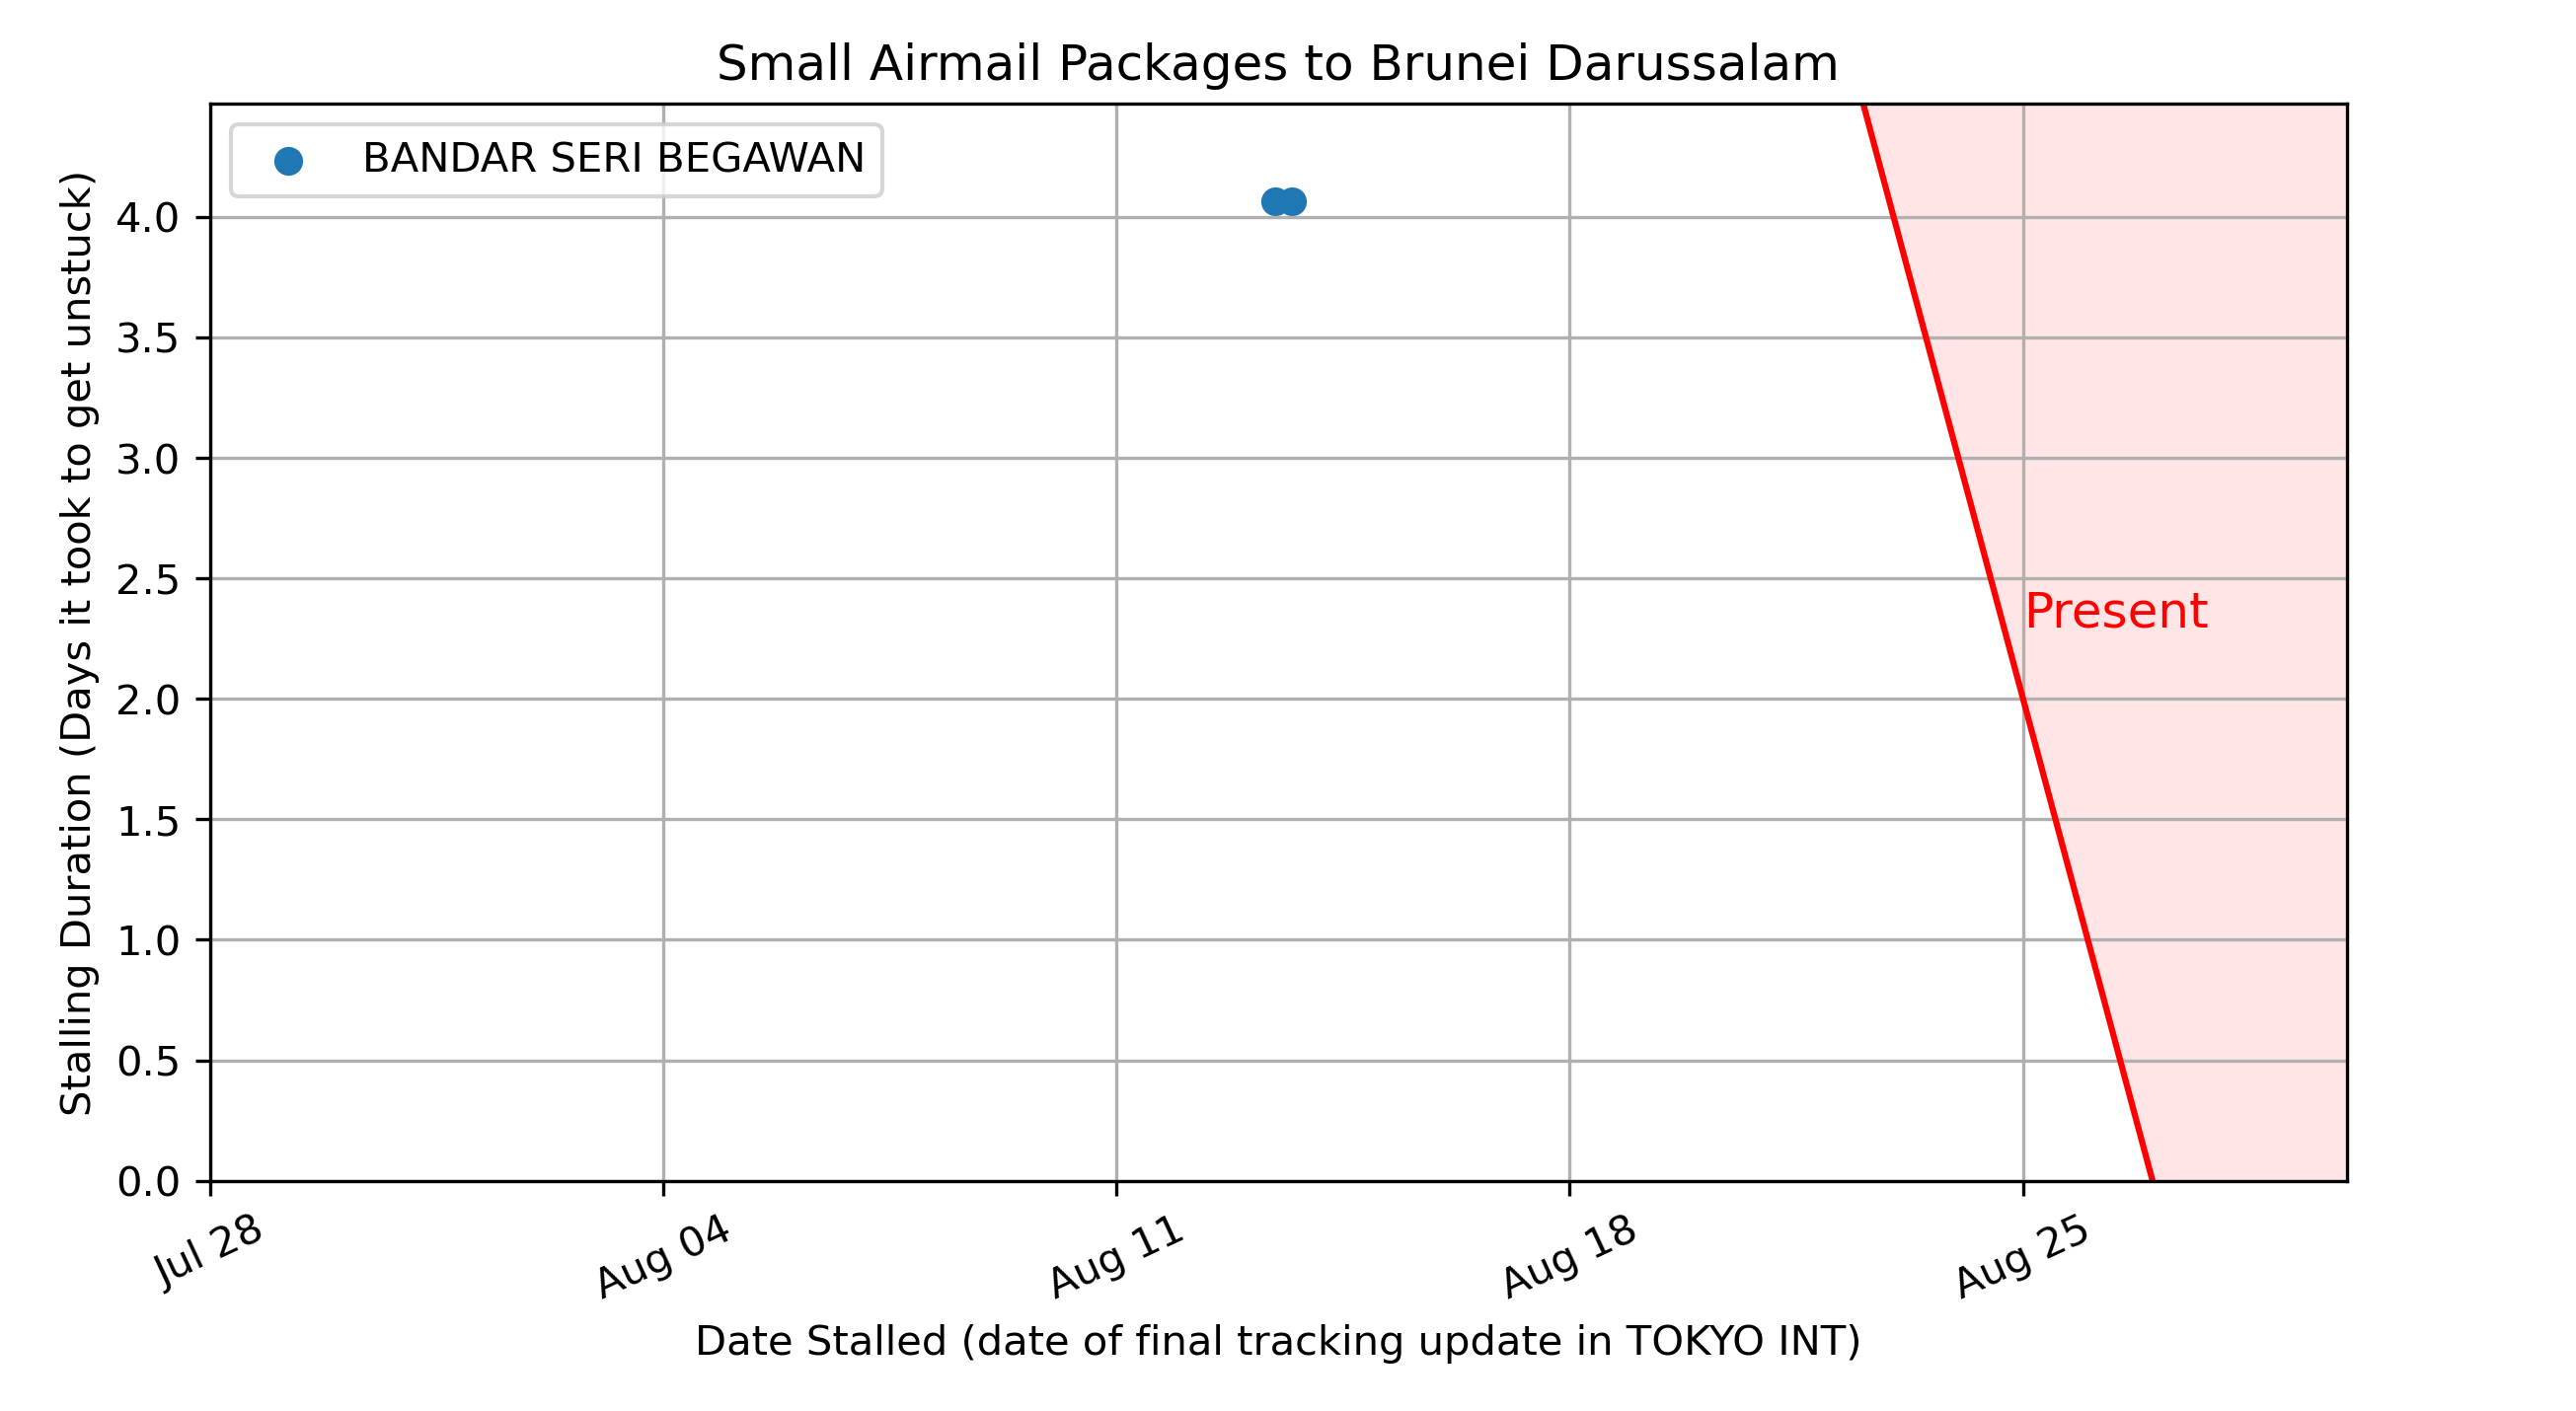 Small Airmail Packages to Brunei Darussalam
BANDAR SERI BEGAWAN
Stalling Duration (Days it took to get unstuck)
4.0
3.5
3.0
2.5
2.0
1.5
1.0
0.5
0.0
Present
Jul 28
Aug 04
Aug 11
Aug 18
Aug 25
Date Stalled (date of final tracking update in TOKYO INT)